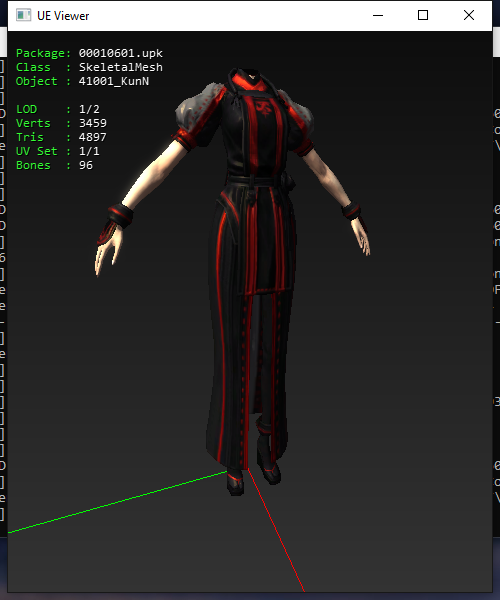 UE Viewer
Package: 00010601.upk
Class  : SkeletalMesh
Object : 41001_KunN
LOD    : 1/2
Verts  : 3459
Tris   : 4897
UV Set : 1/1
Bones  : 96